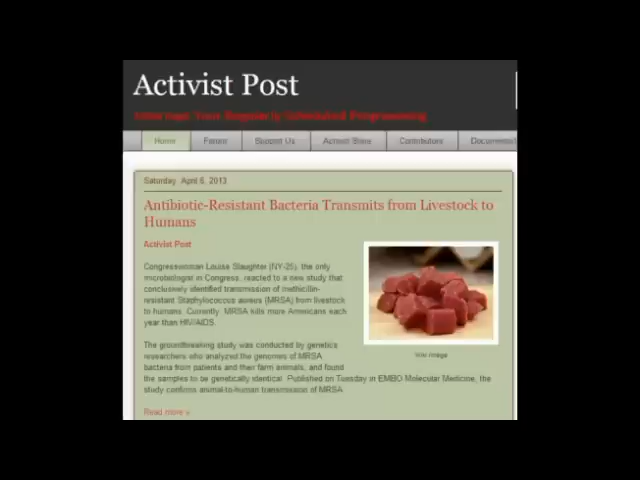 Activist Post
Home Forum Support Us Activist Store Contributors
Saturday, April 6, 2013
Antibiotic-Resistant Bacteria Transmits from Livestock to
Humans
Activist Post
Congresswoman Louise Slaughter (NY-25), the only
microbiologist in Congress, reacted to a new study that
conclusively identified transmission of methicillin-
resistant Staphylococcus aureus (MRSA) from livestock
to humans. Currently, MRSA kills more Americans each
year than HIV/AIDS.
Wiki image
The groundbreaking study was conducted by genetics
researchers who analyzed the genomes of MRSA
bacteria from patients and their farm animals, and found
the samples to be genetically identical. Published on Tuesday in EMBO Molecular Medicine, the
study confirms animal-to-human transmission of MRSA.
Read more »